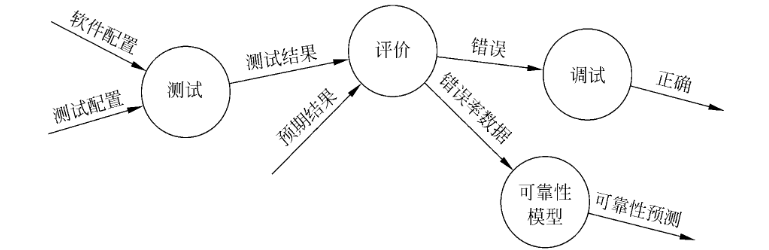 软件配置
测试配置
测试
测试结果
预期结果
评价
错误
错误率数据
调试
正确
可靠性
模型
可靠性预测